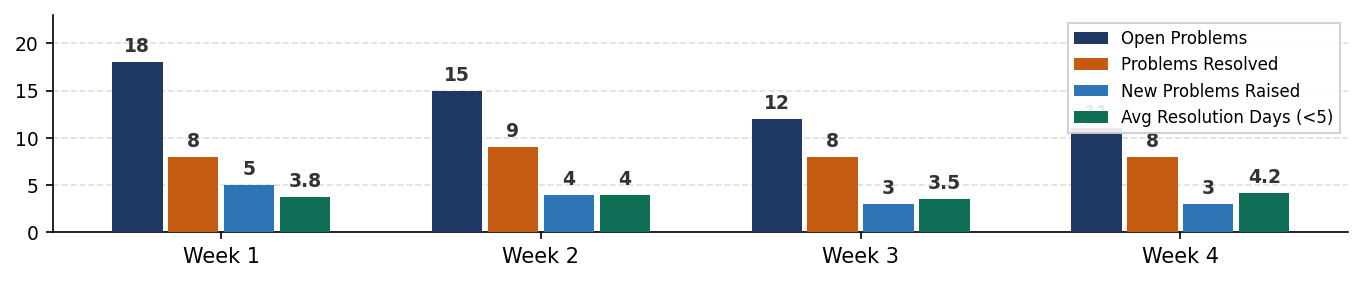 20
15
10
5
0
18
8
5
3.8
15
9
4
4
12
8
3
3.5
11
8
3
4.2
Week 1
Week 2
Week 3
Week 4
Open Problems
Problems Resolved
New Problems Raised
Avg Resolution Days (<5)